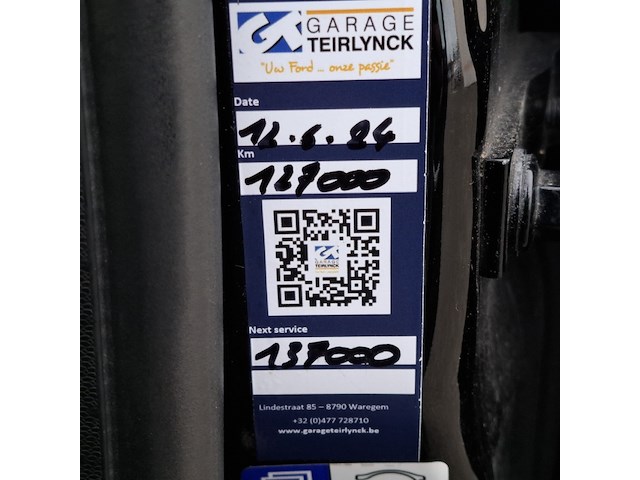 GARAGE
TEIRLYNCK
"Uw Ford ... onze passie"
Date
12.6.24
Km
127000
GARAGE
TEIRLYNCK
Next service
137000
Lindestraat 85 – 8790 Waregem
+32 (0)477 728710
www.garageteirlynck.be